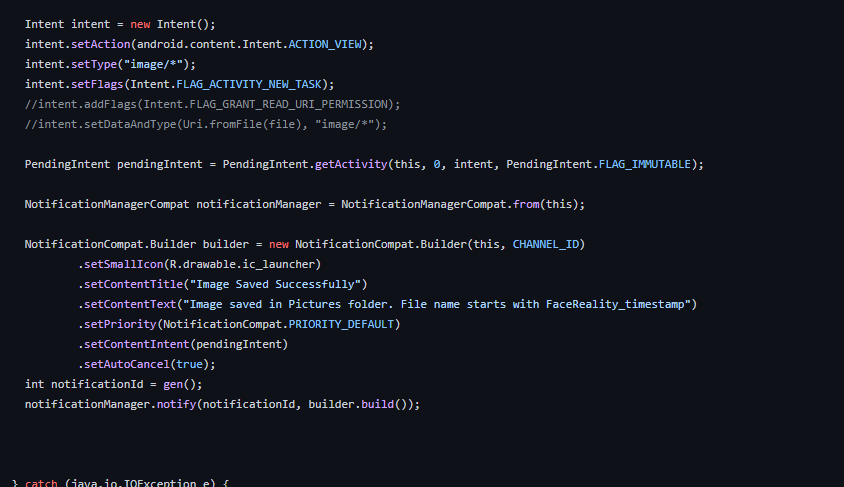 Intent intent = new Intent();
intent.setAction(android.content.Intent.ACTION_VIEW);
intent.setType("image/*");
intent.setFlags(Intent.FLAG_ACTIVITY_NEW_TASK);
//intent.addFlags(Intent.FLAG_GRANT_READ_URI_PERMISSION);
//intent.setDataAndType(Uri.fromFile(file), "image/*");
PendingIntent pendingIntent = PendingIntent.getActivity(this, 0, intent, PendingIntent.FLAG_IMMUTABLE);
NotificationManagerCompat notificationManager = NotificationManagerCompat.from(this);
NotificationCompat.Builder builder = new NotificationCompat.Builder(this, CHANNEL_ID)
.setSmallIcon(R.drawable.ic_launcher)
.setContentTitle("Image Saved Successfully")
.setContentText("Image saved in Pictures folder. File name starts with FaceReality_timestamp")
.setPriority(NotificationCompat.PRIORITY_DEFAULT)
.setContentIntent(pendingIntent)
.setAutoCancel(true);
int notificationId = gen();
notificationManager.notify(notificationId, builder.build());
} catch (java.io.IOException e) {